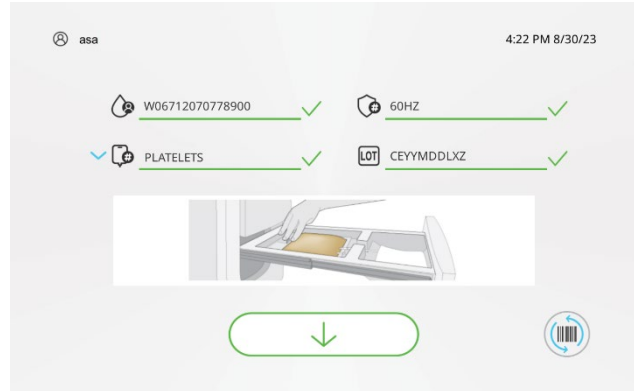 asa
4:22 PM 8/30/23
W06712070778900
60HZ
PLATELETS
LOT
CEYYMDDLXZ